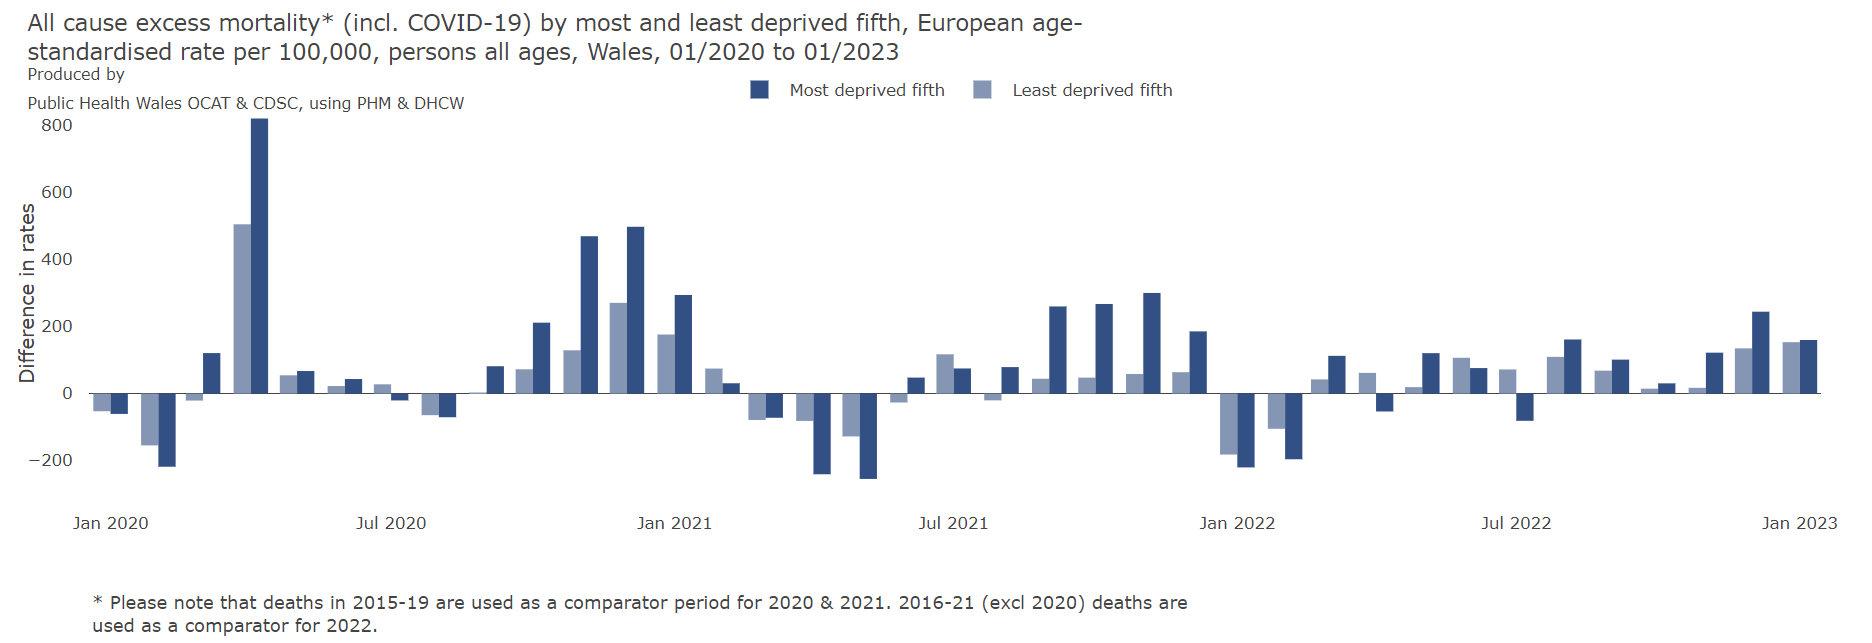 All cause excess mortality* (incl. COVID-19) by most and least deprived fifth, European age-
standardised rate per 100,000, persons all ages, Wales, 01/2020 to 01/2023
Produced by
Public Health Wales OCAT & CDSC, using PHM & DHCW
Most deprived fifth
Least deprived fifth
Difference in rates
800
600
400
200
0
−200
Jan 2020
Jul 2020
Jan 2021
Jul 2021
Jan 2022
Jul 2022
Jan 2023
* Please note that deaths in 2015-19 are used as a comparator period for 2020 & 2021. 2016-21 (excl 2020) deaths are
used as a comparator for 2022.